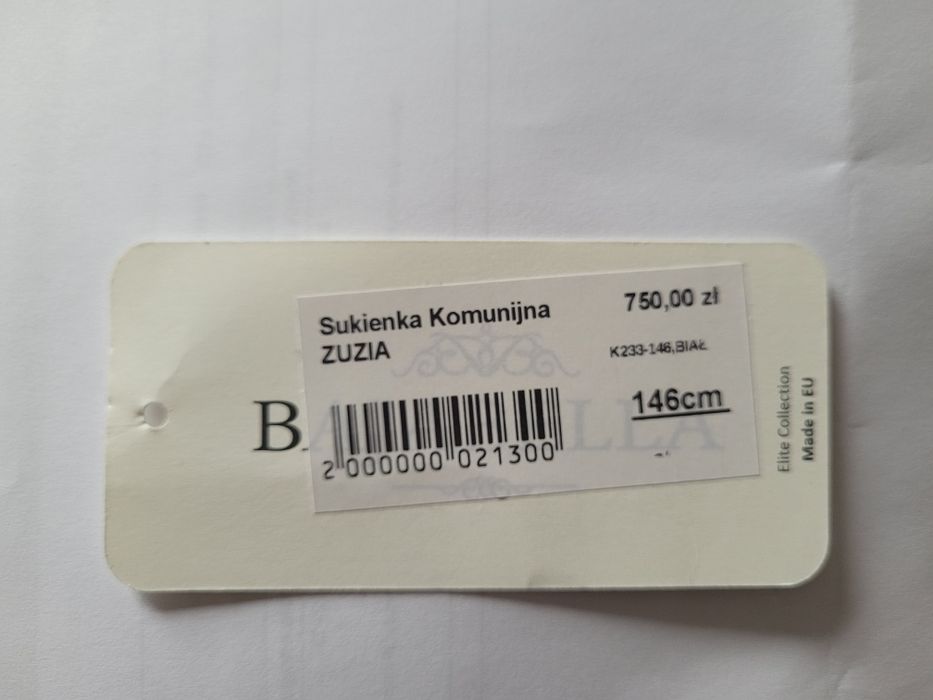 Sukienka Komunijna
ZUZIA
750,00 zł
K233-146,BIAŁ
146cm
2 000000 021300
Elite Collection
Made in EU